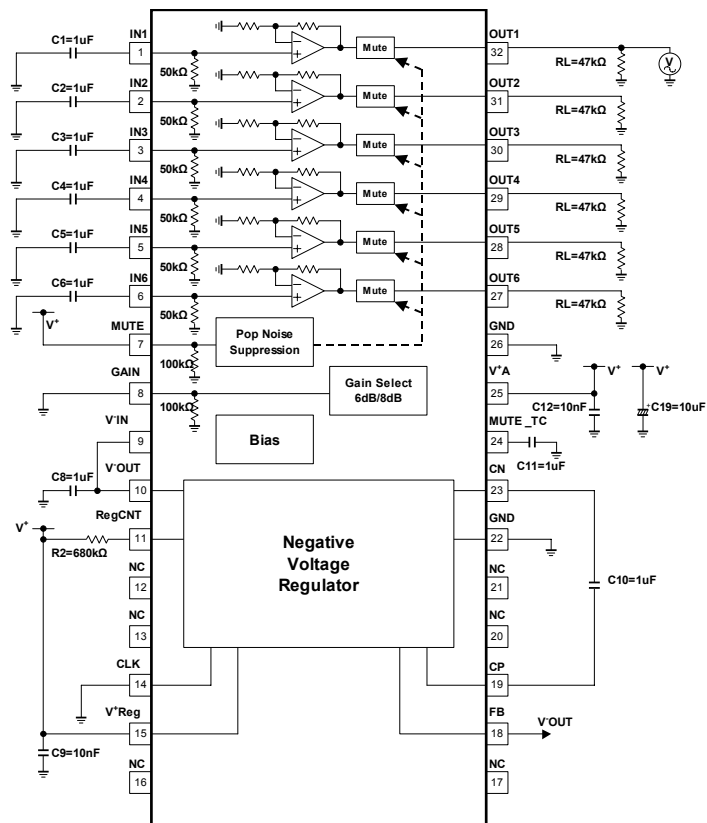 C1=1uF
IN1
1
50kΩ
Mute
OUT1
32
RL=47kΩ
V
C2=1uF
IN2
2
50kΩ
Mute
OUT2
31
RL=47kΩ
C3=1uF
IN3
3
50kΩ
Mute
OUT3
30
RL=47kΩ
C4=1uF
IN4
4
50kΩ
Mute
OUT4
29
RL=47kΩ
C5=1uF
IN5
5
50kΩ
Mute
OUT5
28
RL=47kΩ
C6=1uF
IN6
6
50kΩ
Mute
OUT6
27
RL=47kΩ
V⁺
MUTE
7
100kΩ
Pop Noise
Suppression
GND
26
GAIN
8
100kΩ
Gain Select
6dB/8dB
V⁺A
25
V⁺
V⁺
C12=10nF
+
C19=10uF
V⁻IN
9
Bias
MUTE_TC
24
C11=1uF
C8=1uF
V⁻OUT
10
CN
23
V⁺
RegCNT
11
R2=680kΩ
Negative
Voltage
Regulator
GND
22
NC
12
NC
21
C10=1uF
NC
13
NC
20
CLK
14
CP
19
V⁺Reg
15
FB
18
V⁻OUT
C9=10nF
NC
16
NC
17